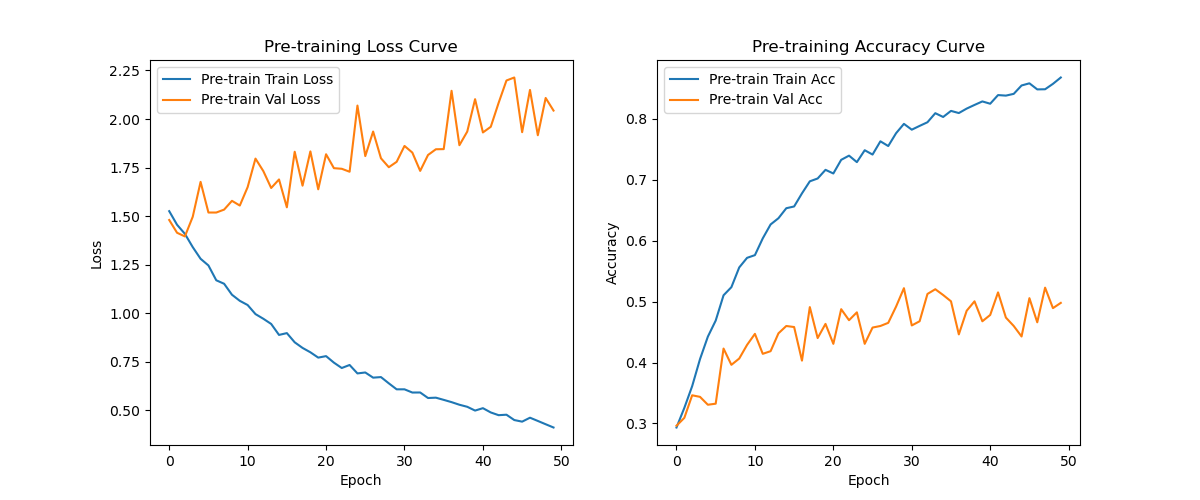 Pre-training Loss Curve
Pre-train Train Loss
Pre-train Val Loss
2.25
2.00
1.75
1.50
1.25
1.00
0.75
0.50
Loss
0 10 20 30 40 50
Epoch
Pre-training Accuracy Curve
Pre-train Train Acc
Pre-train Val Acc
0.8
0.7
0.6
0.5
0.4
0.3
Accuracy
0 10 20 30 40 50
Epoch